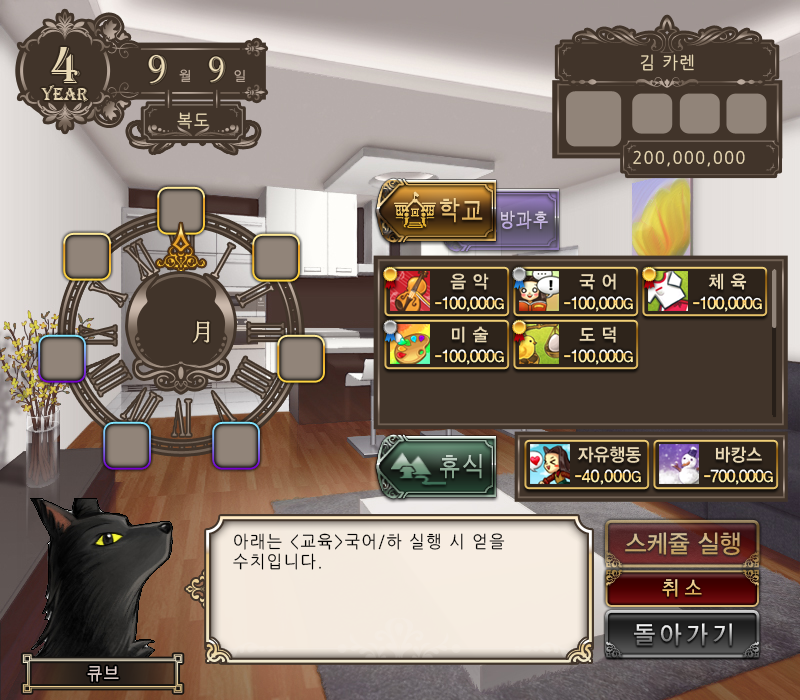 4
YEAR
9 월 9 일
복도
김 카렌
200,000,000
月
학교
방과후
음악
-100,000G
국어
-100,000G
체육
-100,000G
미술
-100,000G
도덕
-100,000G
휴식
자유행동
-40,000G
바캉스
-700,000G
아래는 <교육>국어/하 실행 시 얻을
수치입니다.
스케쥴 실행
취소
돌아가기
큐브